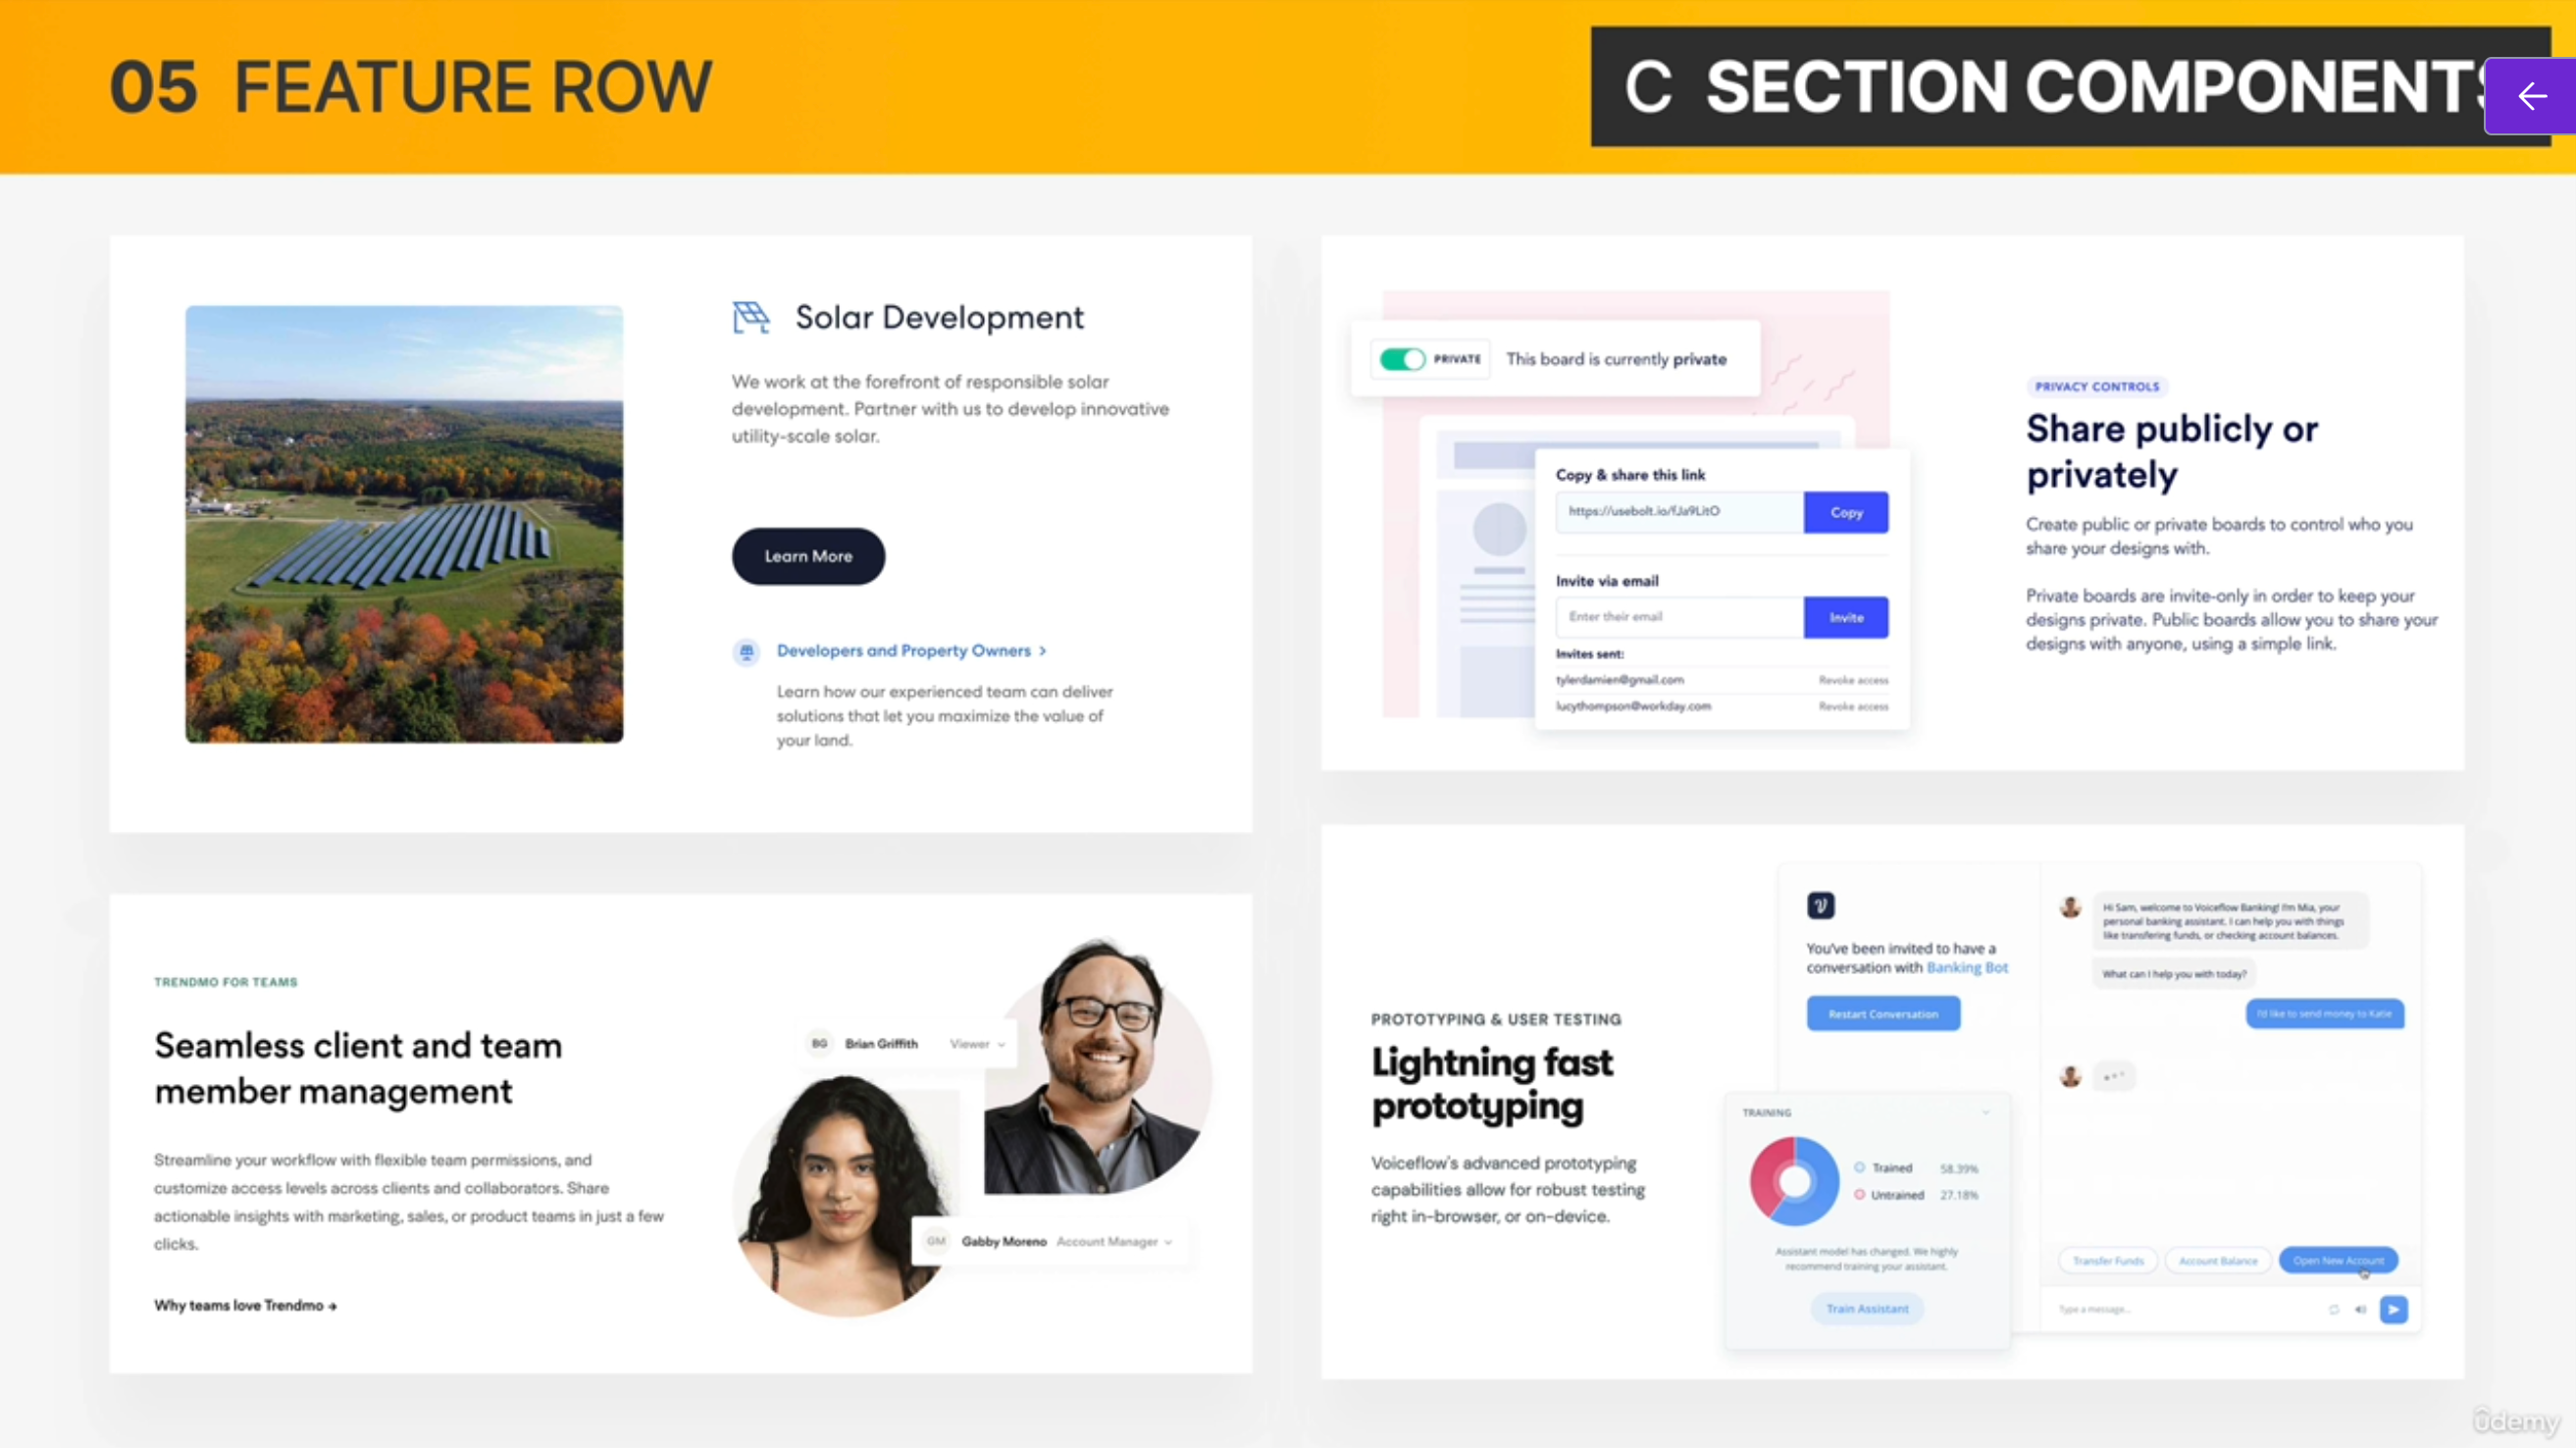 05 FEATURE ROW
C SECTION COMPONENTS
Solar Development
We work at the forefront of responsible solar
development. Partner with us to develop innovative
utility-scale solar.
Learn More
Developers and Property Owners >
Learn how our experienced team can deliver
solutions that let you maximize the value of
your land.
PRIVATE
This board is currently private
Copy & share this link
https://usebolt.io/fJa9LitO
Copy
Invite via email
Enter their email
Invite
Invites sent:
tylerdamien@gmail.com
Revoke access
lucythompson@workday.com
Revoke access
PRIVACY CONTROLS
Share publicly or
privately
Create public or private boards to control who you
share your designs with.
Private boards are invite-only in order to keep your
designs private. Public boards allow you to share your
designs with anyone, using a simple link.
TRENDMO FOR TEAMS
Seamless client and team
member management
Streamline your workflow with flexible team permissions, and
customize access levels across clients and collaborators. Share
actionable insights with marketing, sales, or product teams in just a few
clicks.
Why teams love Trendmo →
BG Brian Griffith Viewer
GM Gabby Moreno Account Manager
PROTOTYPING & USER TESTING
Lightning fast
prototyping
Voiceflow's advanced prototyping
capabilities allow for robust testing
right in-browser, or on-device.
You've been invited to have a
conversation with Banking Bot
Restart Conversation
Hi Sam, welcome to Voiceflow Banking! I'm Mia, your
personal banking assistant. I can help you with things
like transfering funds, or checking account balances.
What can I help you with today?
I'd like to send money to Katie
TRAINING
Trained 58.39%
Untrained 27.18%
Assistant model has changed. We highly
recommend training your assistant.
Train Assistant
Transfer Funds
Account Balance
Open New Account
Type a message...
ûdemy